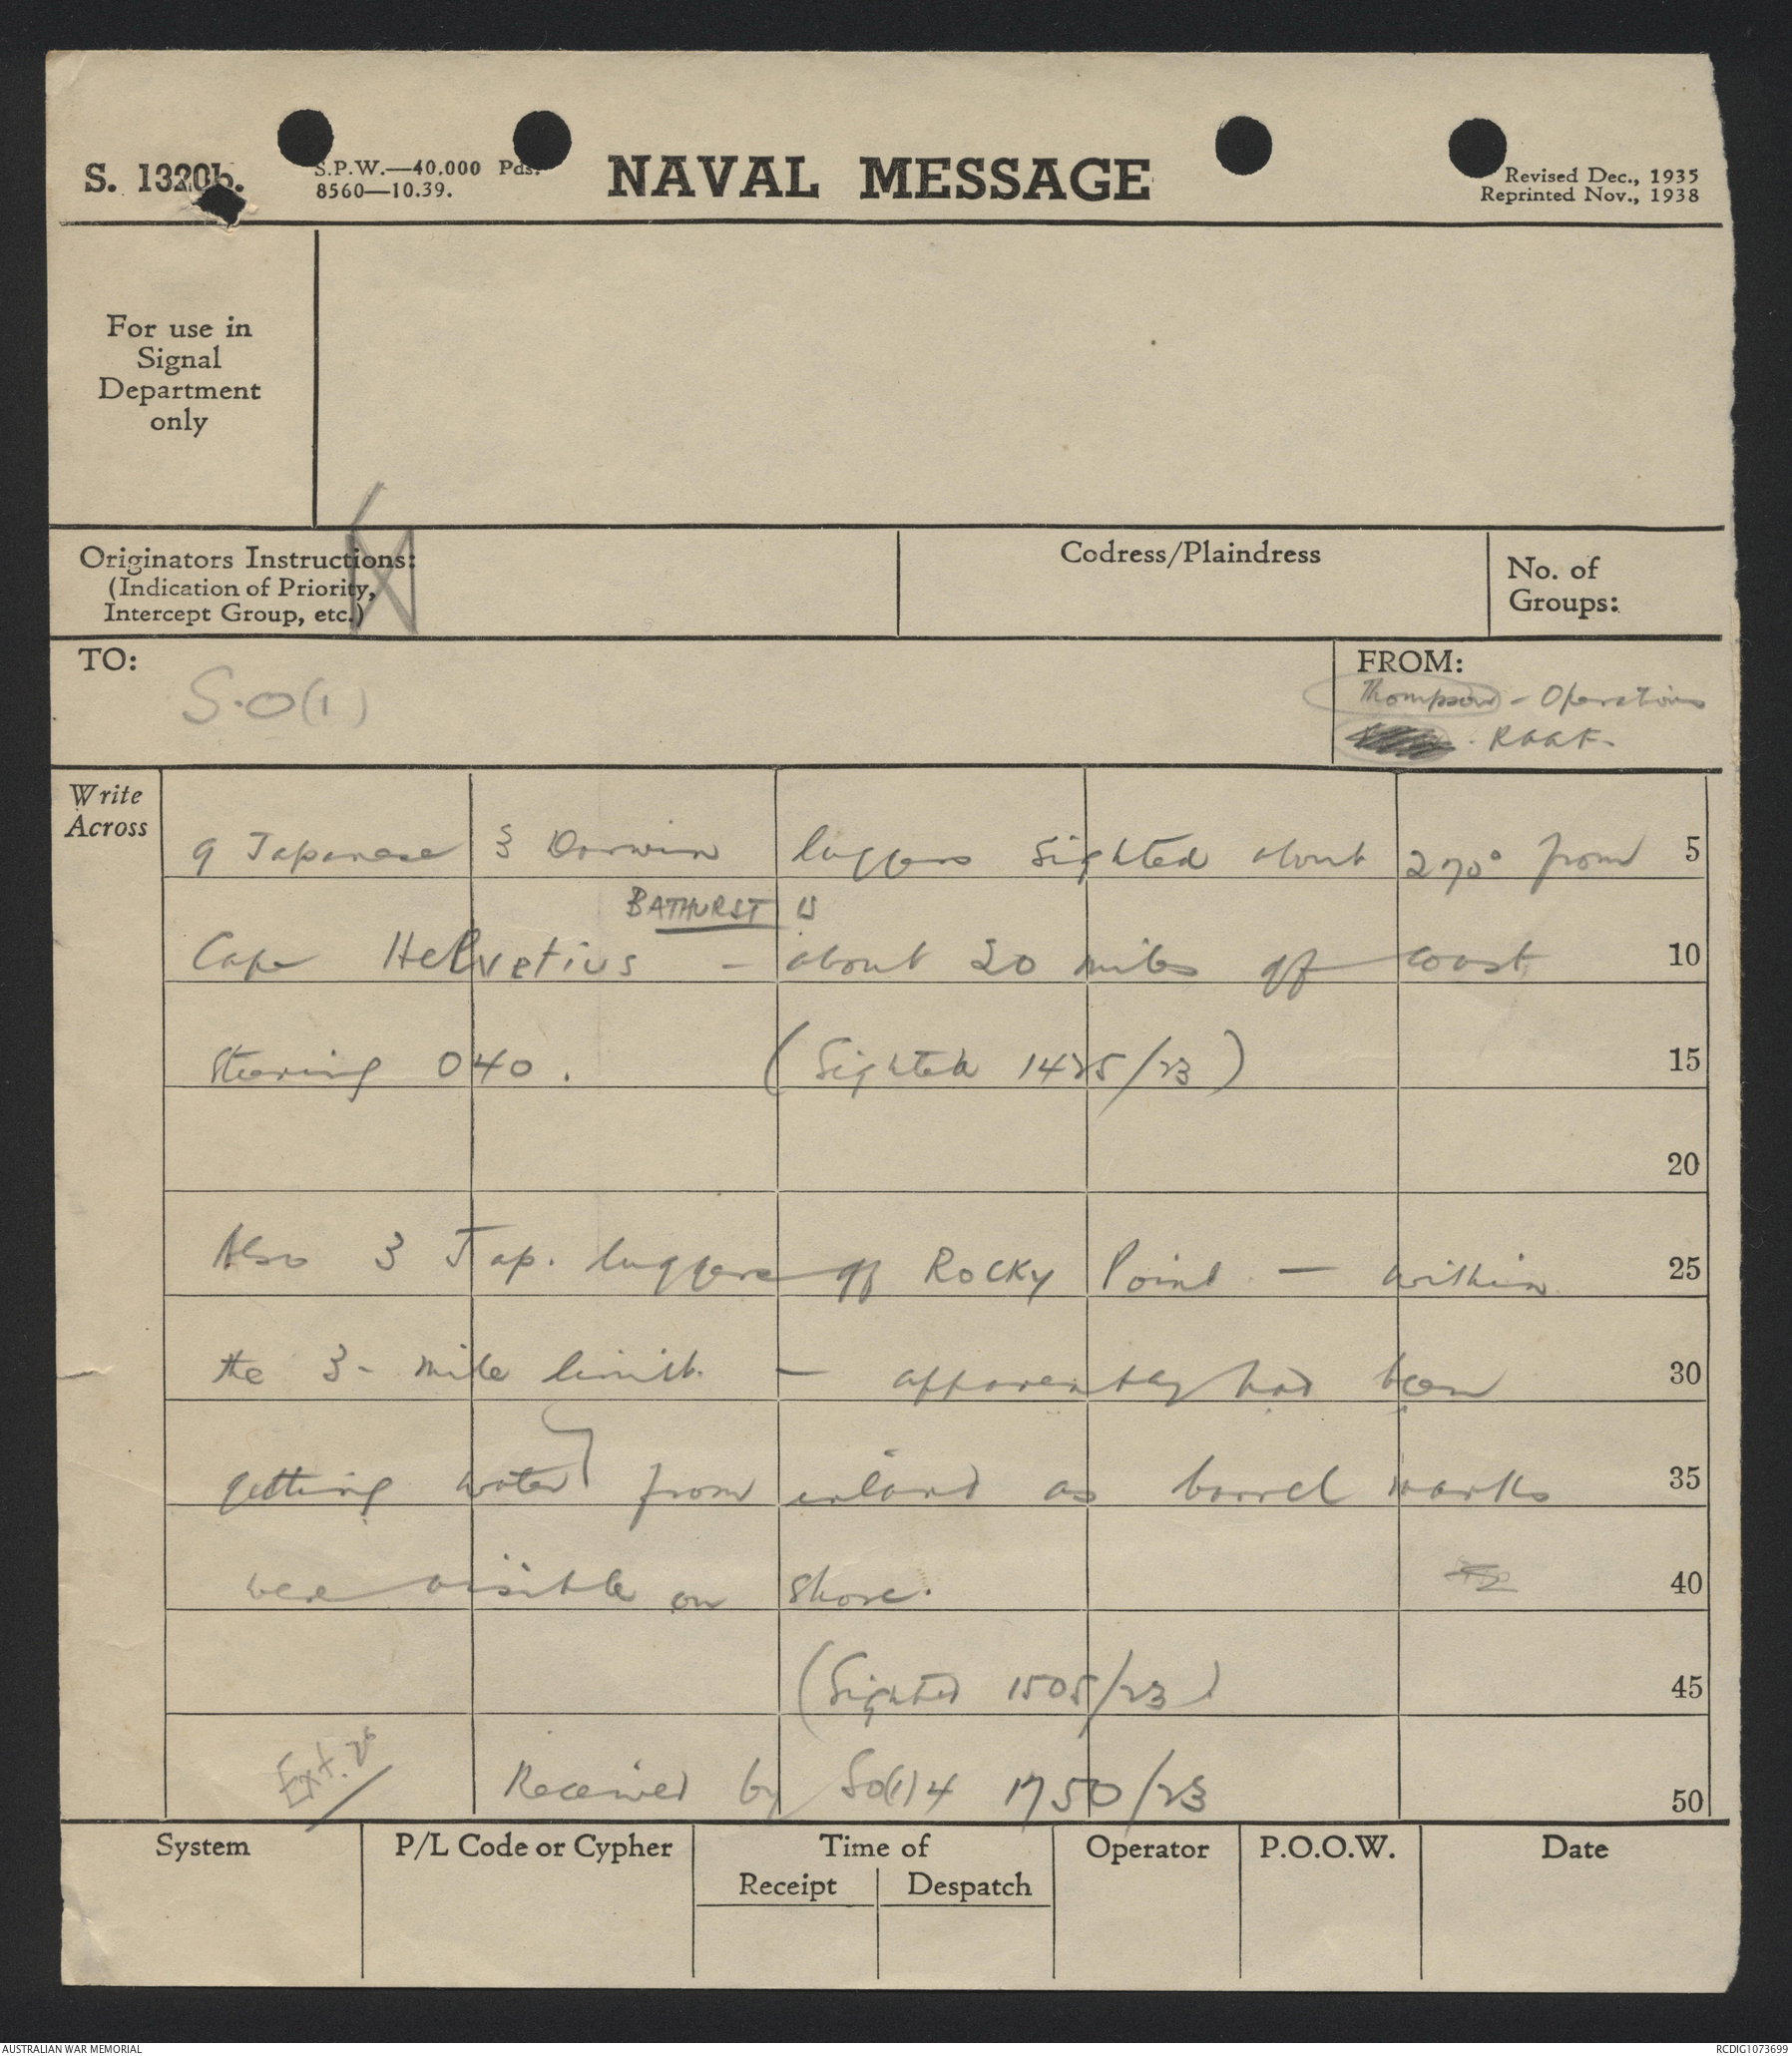 S. 1320b.
S.P.W.—40.000 Pds.
8560—10.39.
NAVAL MESSAGE
Revised Dec., 1935
Reprinted Nov., 1938
For use in
Signal
Department
only
Originators Instructions:
(Indication of Priority,
Intercept Group, etc.)
Codress/Plaindress
No. of
Groups:
TO:
S.O(I)
FROM:
Thompson - Operations
RAAF.
Write
Across
9 Japanese 3 Darwin luggers sighted about 270° from 5
BATHURST IS
Cape Helvetius - about 20 miles off coast 10
Steering 040. (Sighted 1425/23) 15
20
Also 3 Jap. luggers off Rocky Point — within 25
the 3-mile limit. — apparently had been 30
getting water from inland as barrel marks 35
were visible on shore. 40
(Sighted 1505/23) 45
Ext. 
Received by SO(I)4 1750/23 50
System
P/L Code or Cypher
Time of
Receipt
Despatch
Operator
P.O.O.W.
Date
AUSTRALIAN WAR MEMORIAL
RCDIG1073699